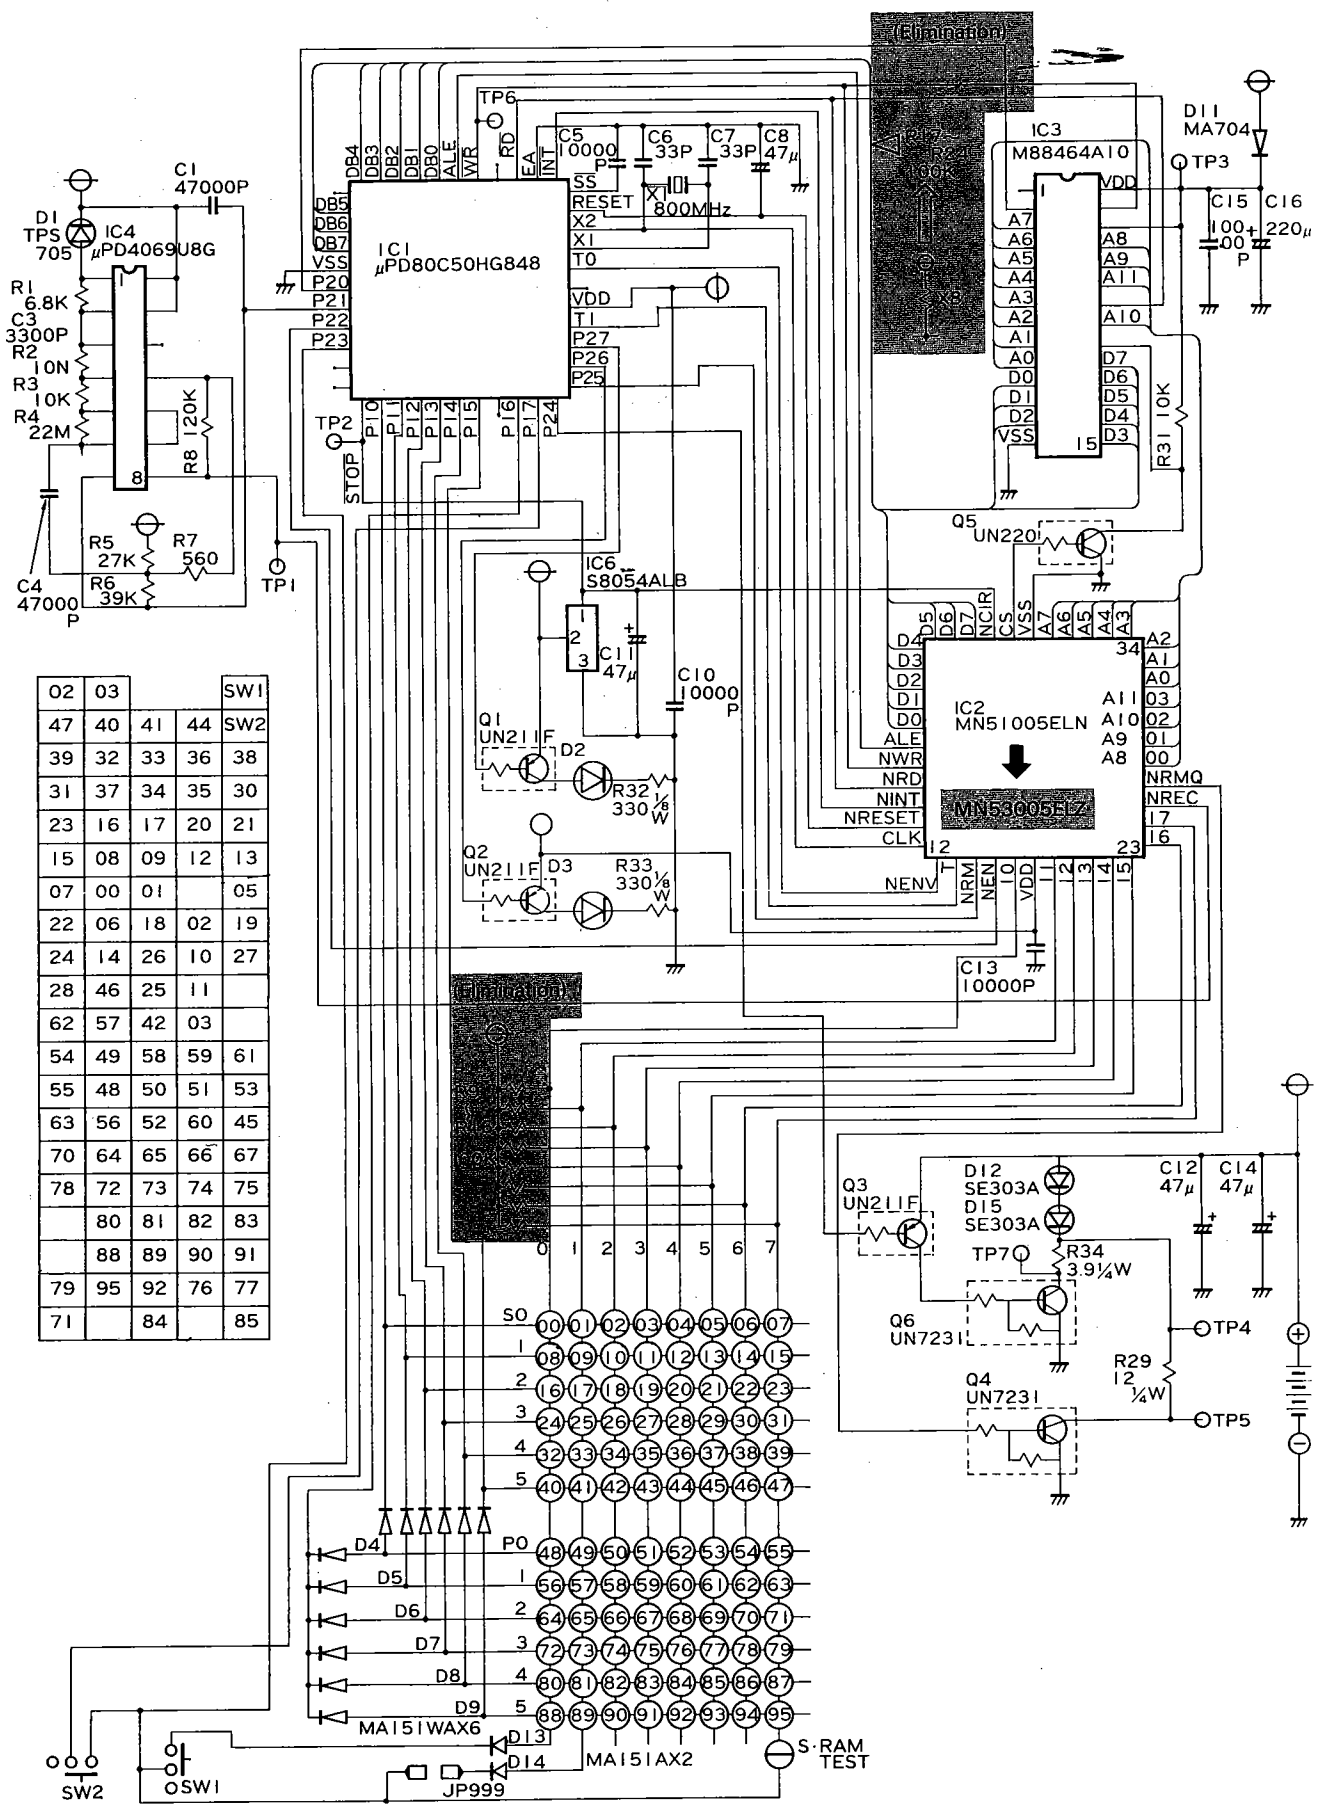 (Elimination)
IC3
M88464A10
D11
MA704
TP3
VDD
C15
100
00
P
C16
220μ
A7
A6
A5
A4
A3
A2
A1
A0
D0
D1
D2
VSS
A8
A9
A11
A10
D7
D6
D5
D4
D3
1
15
R31 10K
DB4
DB3
DB2
DB1
DB0
ALE
WR
TP6
RD
EA
INT
C5
10000
P
C6
33P
C7
33P
C8
47μ
X1
800MHz
DB5
DB6
DB7
VSS
P20
P21
P22
P23
IC1
μPD80C50HG848
SS
RESET
X2
X1
T0
VDD
T1
P27
P26
P25
P10
P11
P12
P13
P14
P15
P16
P17
P24
TP2
STOP
C1
47000P
D1
TPS
705
IC4
μPD4069U8G
R1
6.8K
C3
3300P
R2
10N
R3
10K
R4
22M
1
8
R8 120K
R5
27K
R7
560
R6
39K
C4
47000
P
TP1
IC6
S8054ALB
1
2
3
C11
47μ
C10
10000
P
Q1
UN211F
D2
R32
330 1/8
W
Q2
UN211F
D3
R33
330 1/8
W
Q5
UN220
D5
D6
D7
NCIR
CS
VSS
A7
A6
A5
A4
A3
D4
D3
D2
D1
D0
ALE
NWR
NRD
NINT
NRESET
CLK
34
IC2
MN51005ELN
MN53005ELZ
12
23
A2
A1
A0
A11 03
A10 02
A9 01
A8 00
NRMQ
NREC
17
16
NENV
T
NRM
NEN
10
VDD
11
12
13
14
15
C13
10000P
(Elimination)
02 03 SW1
47 40 41 44 SW2
39 32 33 36 38
31 37 34 35 30
23 16 17 20 21
15 08 09 12 13
07 00 01 05
22 06 18 02 19
24 14 26 10 27
28 46 25 11
62 57 42 03
54 49 58 59 61
55 48 50 51 53
63 56 52 60 45
70 64 65 66 67
78 72 73 74 75
80 81 82 83
88 89 90 91
79 95 92 76 77
71 84 85
0 1 2 3 4 5 6 7
S0 00 01 02 03 04 05 06 07
1 08 09 10 11 12 13 14 15
2 16 17 18 19 20 21 22 23
3 24 25 26 27 28 29 30 31
4 32 33 34 35 36 37 38 39
5 40 41 42 43 44 45 46 47
D4 P0 48 49 50 51 52 53 54 55
D5 1 56 57 58 59 60 61 62 63
D6 2 64 65 66 67 68 69 70 71
D7 3 72 73 74 75 76 77 78 79
D8 4 80 81 82 83 84 85 86 87
D9 5 88 89 90 91 92 93 94 95
MA151WAX6
D13
D14
MA151AX2
JP999
S·RAM
TEST
SW2
SW1
Q3
UN211F
D12
SE303A
D15
SE303A
TP7
R34
3.9 1/4W
Q6
UN7231
Q4
UN7231
R29
12
1/4W
TP4
TP5
C12
47μ
C14
47μ